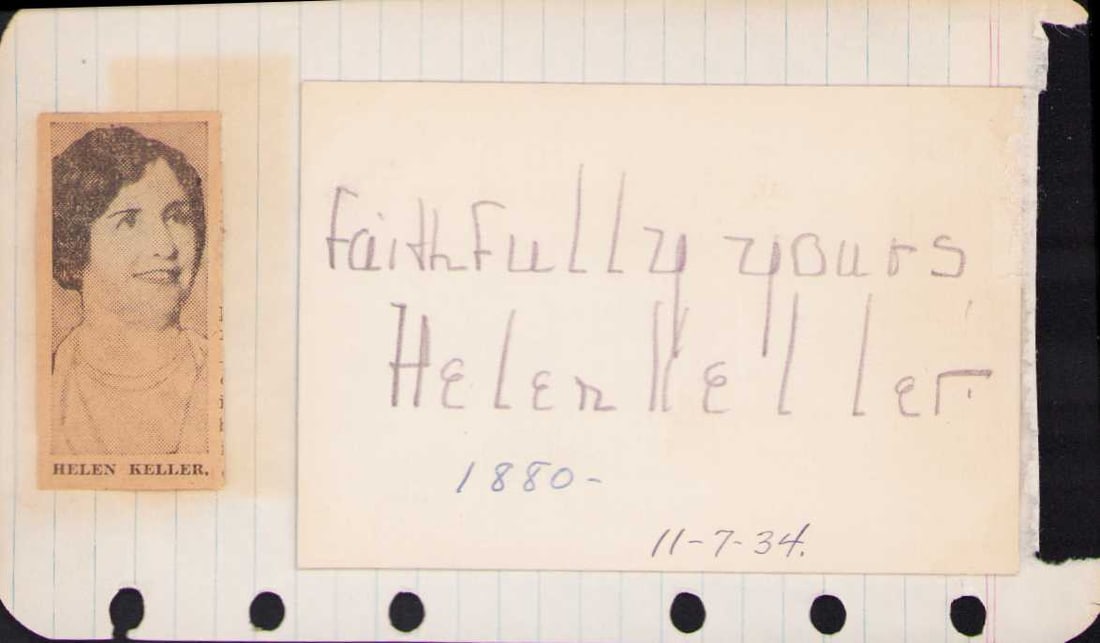 HELEN KELLER.
Faithfully yours
Helen Keller.
1880-
11-7-34.